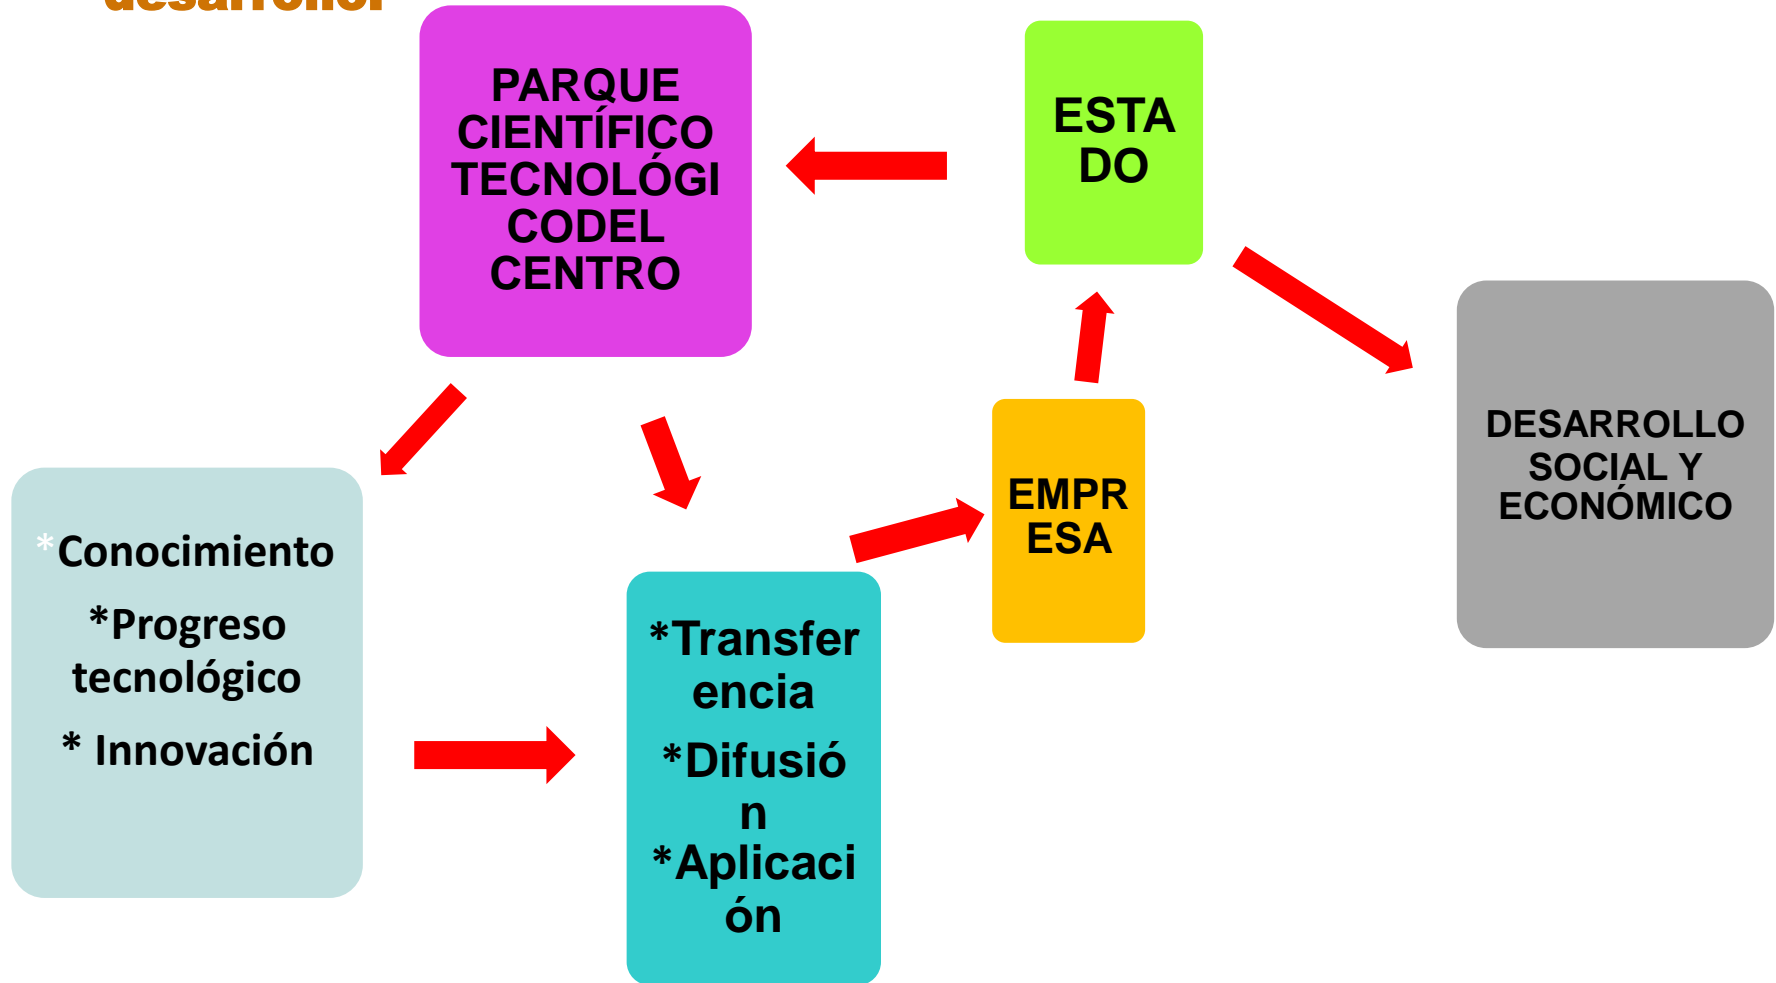 desarrollo.
PARQUE
CIENTÍFICO
TECNOLÓGI
CODEL
CENTRO
ESTA
DO
DESARROLLO
SOCIAL Y
ECONÓMICO
EMPR
ESA
*Conocimiento
*Progreso
tecnológico
* Innovación
*Transfer
encia
*Difusió
n
*Aplicaci
ón